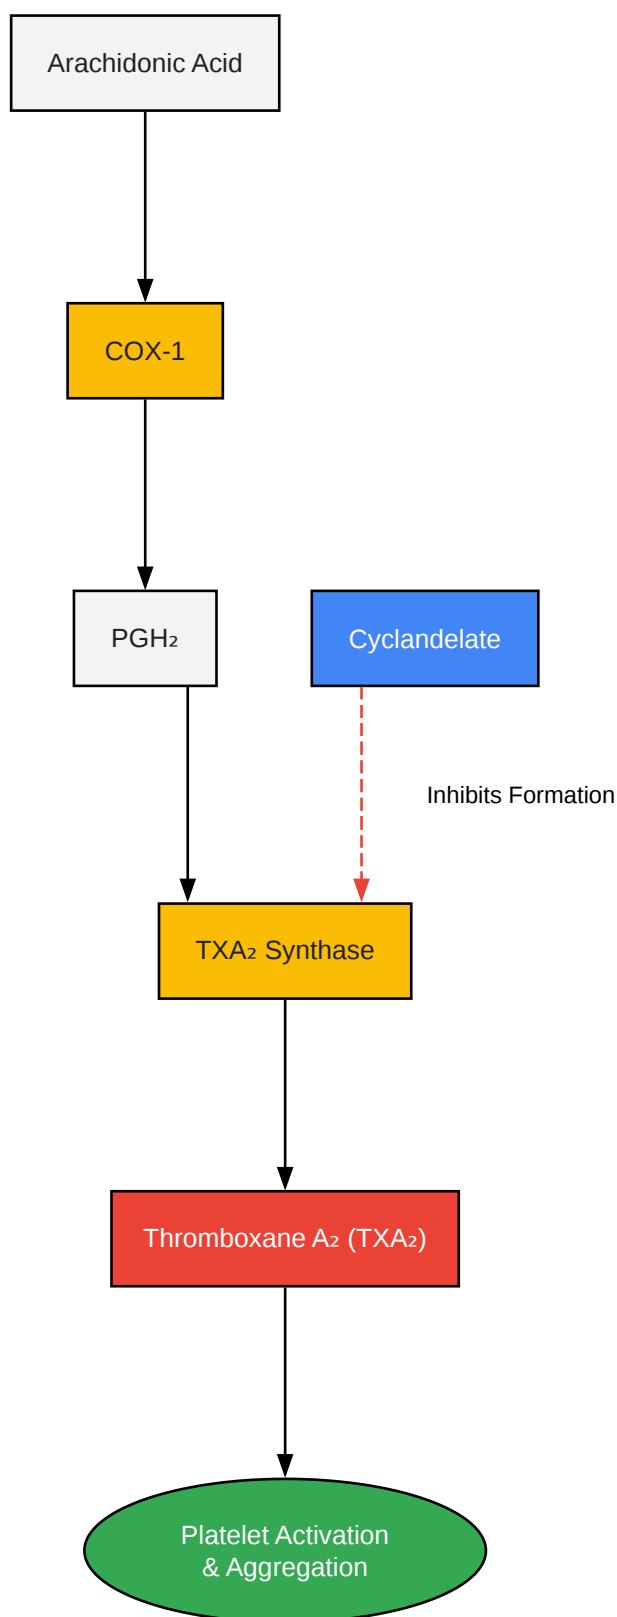 Arachidonic Acid
COX-1
PGH₂
Cyclandelate
Inhibits Formation
TXA₂ Synthase
Thromboxane A₂ (TXA₂)
Platelet Activation
& Aggregation